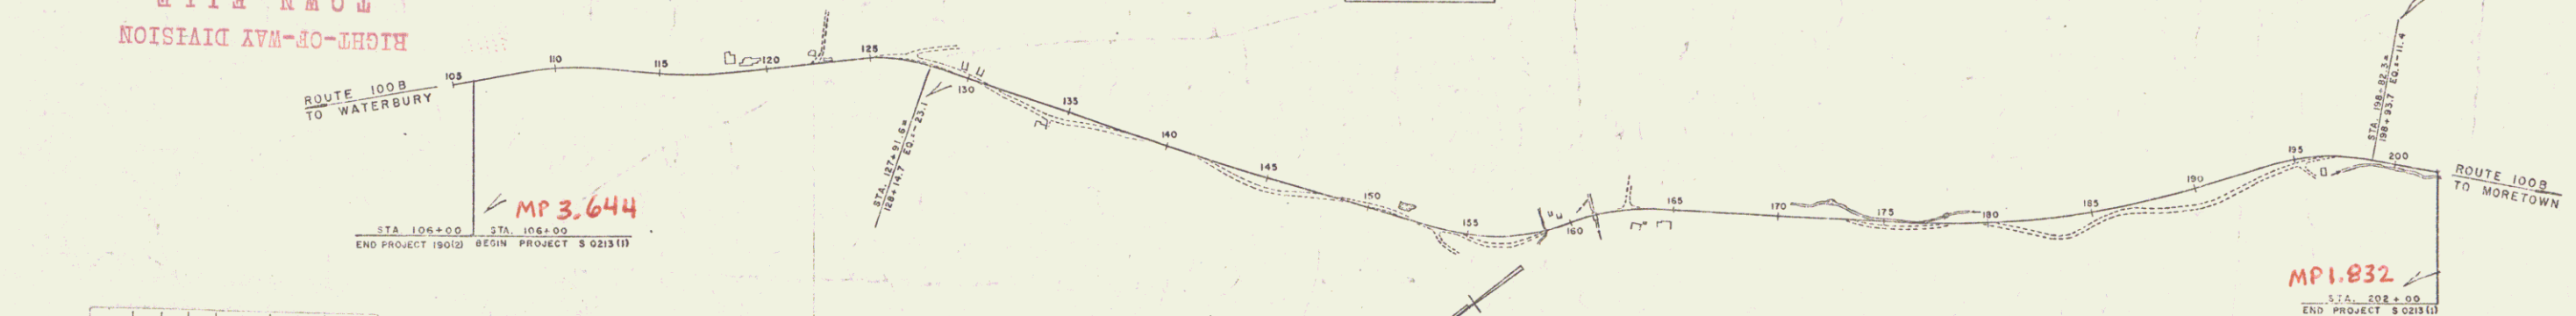 TOWN FILE
RIGHT-OF-WAY DIVISION
ROUTE 100B
TO WATERBURY
105
110
115
120
125
130
135
140
145
150
155
160
165
170
175
180
185
190
195
200
STA. 127+91.6=
128+14.7 EQ.=-23.1
STA. 198+82.3=
198+93.7 EQ.=-11.4
ROUTE 100B
TO MORETOWN
MP 3.644
STA. 106+00 STA. 106+00
END PROJECT 190(2) BEGIN PROJECT S 0213(1)
MP1.832
STA. 202+00
END PROJECT S 0213(1)